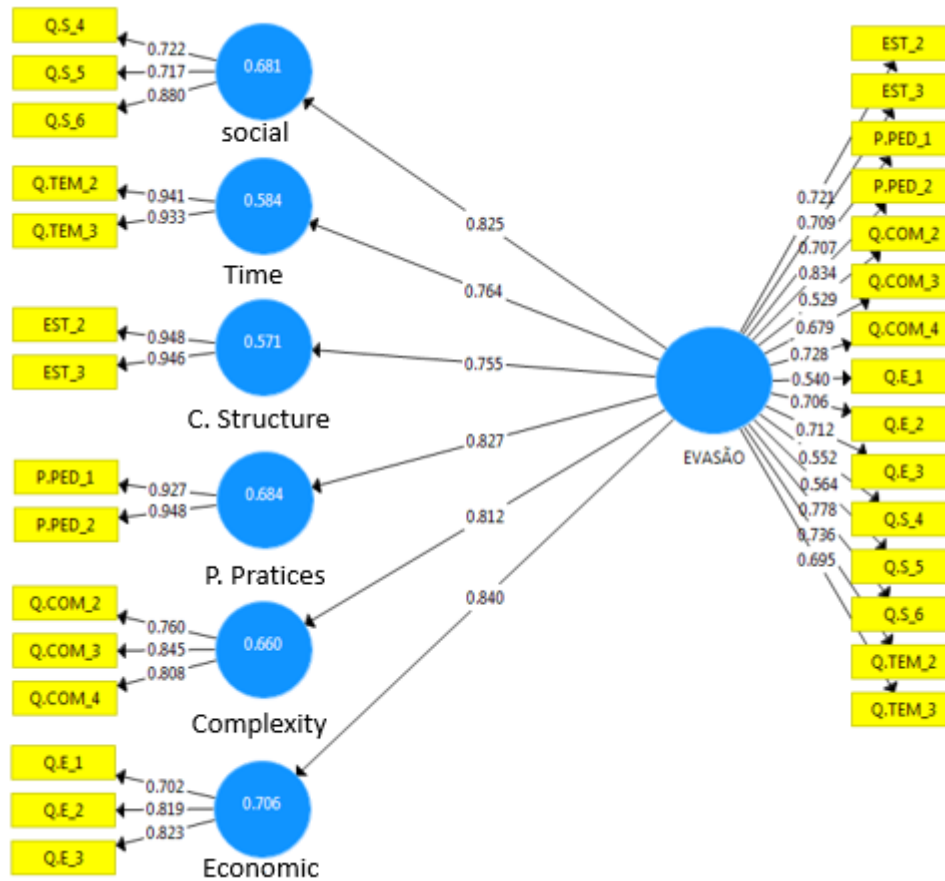 Q.S_4
Q.S_5
Q.S_6
0.722
0.717
0.880
0.681
social
Q.TEM_2
Q.TEM_3
0.941
0.933
0.584
Time
EST_2
EST_3
0.948
0.946
0.571
C. Structure
P.PED_1
P.PED_2
0.927
0.948
0.684
P. Pratices
Q.COM_2
Q.COM_3
Q.COM_4
0.760
0.845
0.808
0.660
Complexity
Q.E_1
Q.E_2
Q.E_3
0.702
0.819
0.823
0.706
Economic
0.825
0.764
0.755
0.827
0.812
0.840
EVASÃO
0.721
0.709
0.707
0.834
0.529
0.679
0.728
0.540
0.706
0.712
0.552
0.564
0.778
0.736
0.695
EST_2
EST_3
P.PED_1
P.PED_2
Q.COM_2
Q.COM_3
Q.COM_4
Q.E_1
Q.E_2
Q.E_3
Q.S_4
Q.S_5
Q.S_6
Q.TEM_2
Q.TEM_3